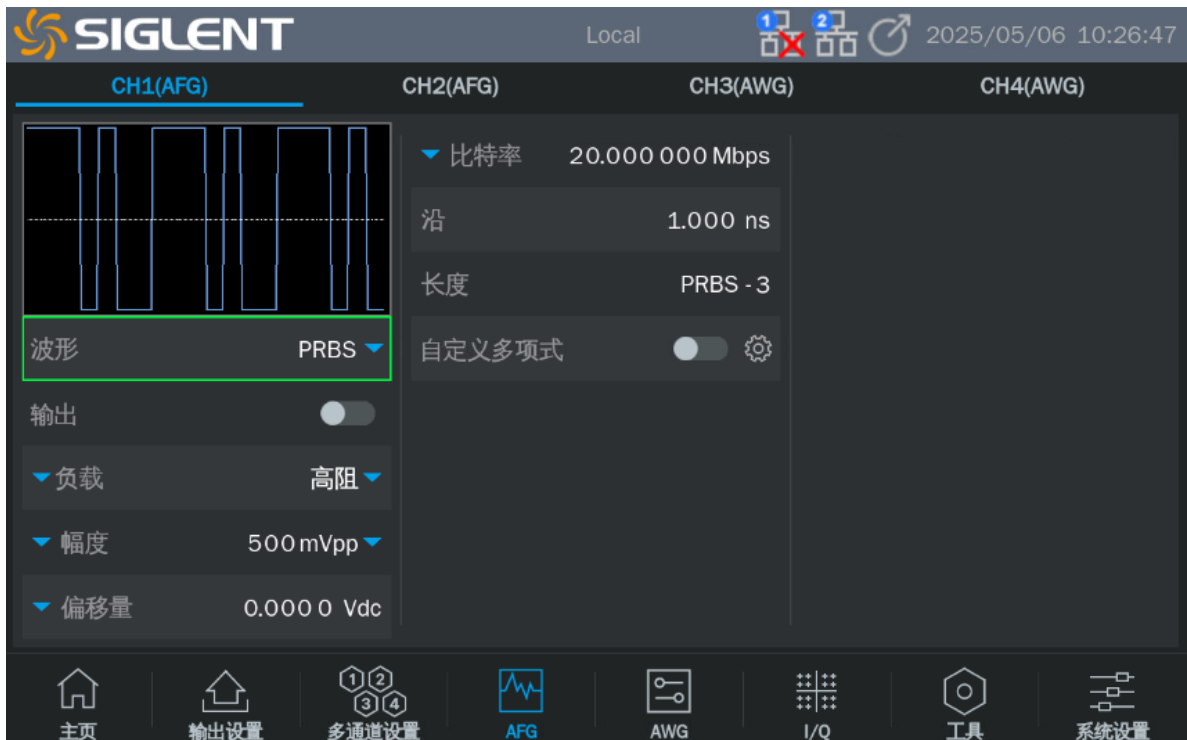 SIGLENT Local 1 2 2025/05/06 10:26:47
CH1(AFG) CH2(AFG) CH3(AWG) CH4(AWG)
比特率 20.000 000 Mbps
沿 1.000 ns
长度 PRBS - 3
波形 PRBS
自定义多项式
输出
负载 高阻
幅度 500 mVpp
偏移量 0.000 0 Vdc
1 2 3 4
主页 输出设置 多通道设置 AFG AWG I/Q 工具 系统设置